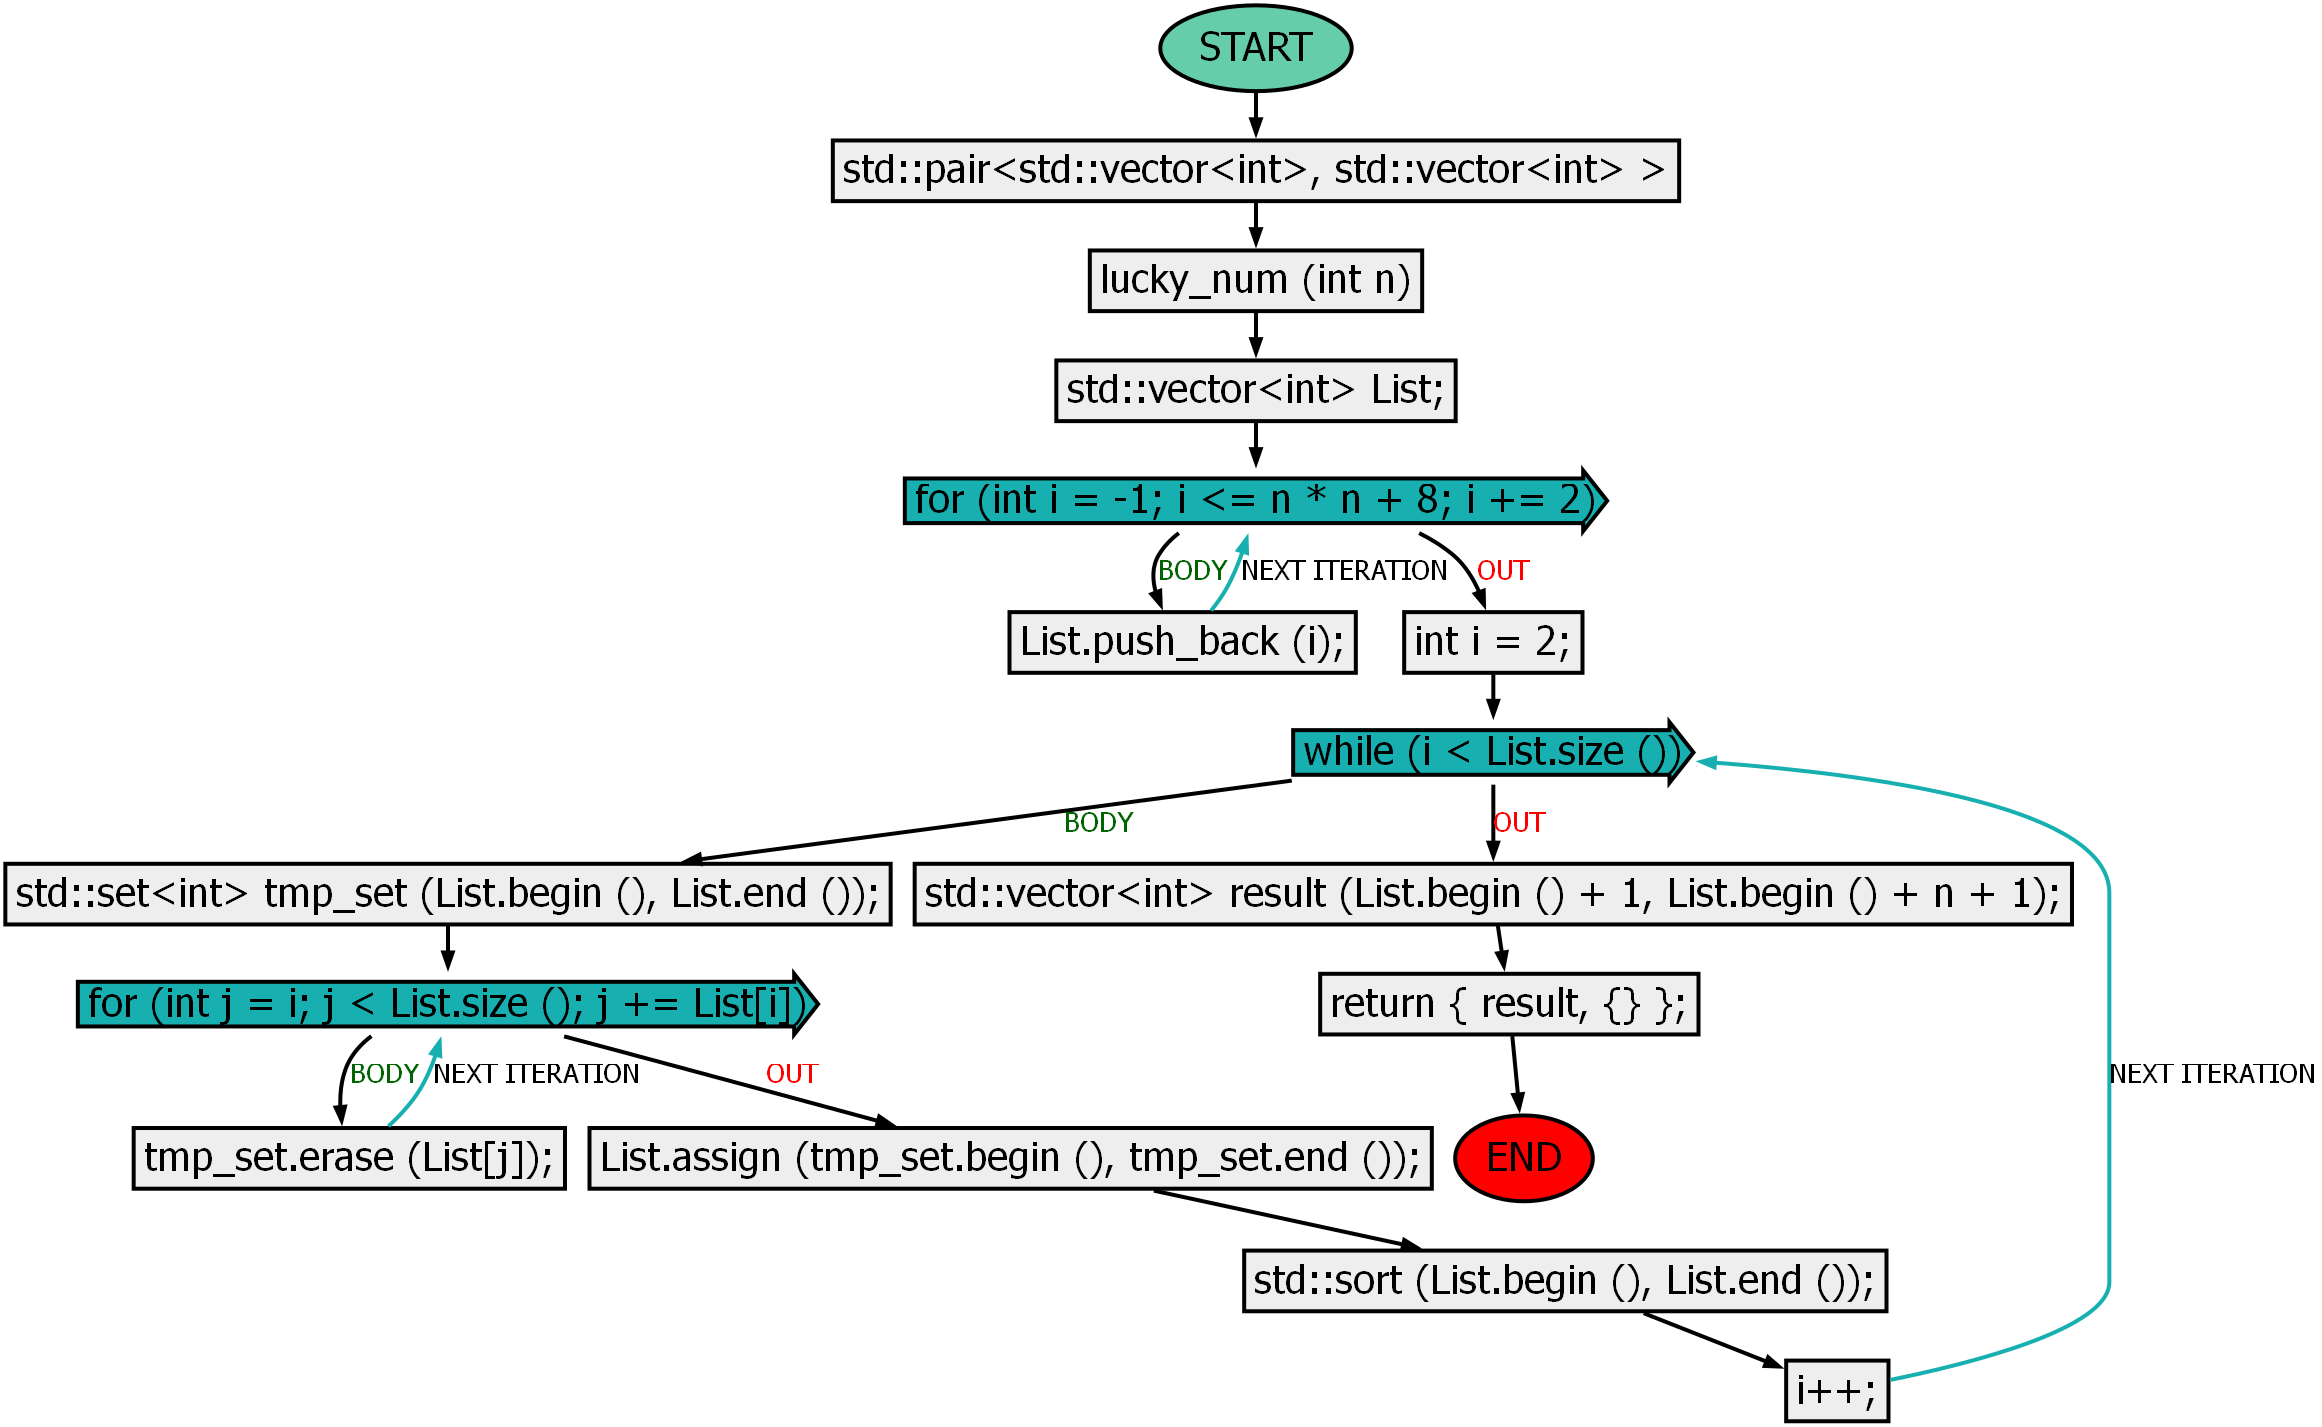 START
std::pair<std::vector<int>, std::vector<int> >
lucky_num (int n)
std::vector<int> List;
for (int i = -1; i <= n * n + 8; i += 2)
BODY
NEXT ITERATION
OUT
List.push_back (i);
int i = 2;
while (i < List.size ())
BODY
OUT
std::set<int> tmp_set (List.begin (), List.end ());
std::vector<int> result (List.begin () + 1, List.begin () + n + 1);
for (int j = i; j < List.size (); j += List[i])
return { result, {} };
BODY
NEXT ITERATION
OUT
NEXT ITERATION
tmp_set.erase (List[j]);
List.assign (tmp_set.begin (), tmp_set.end ());
END
std::sort (List.begin (), List.end ());
i++;